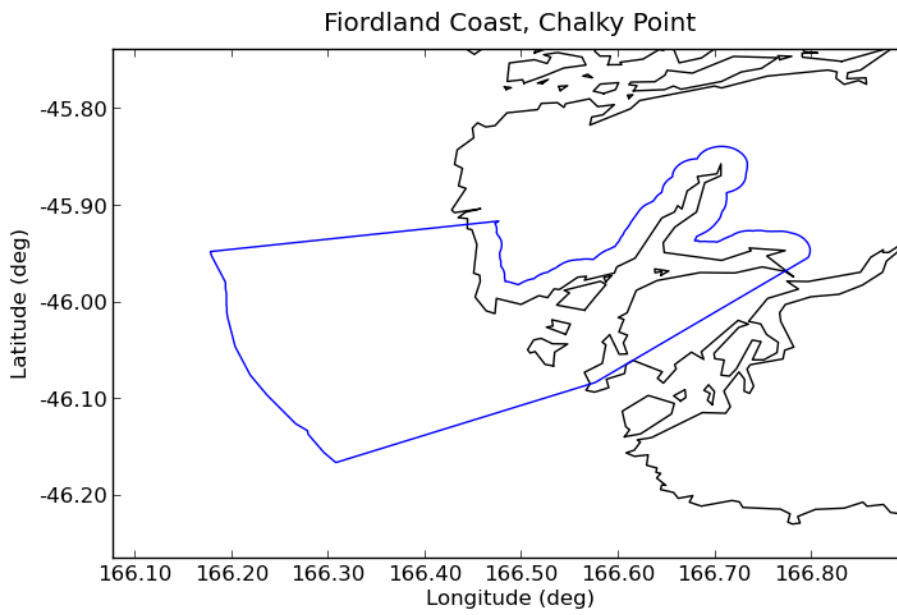 Fiordland Coast, Chalky Point
-45.80
-45.90
-46.00
-46.10
-46.20
Latitude (deg)
166.10 166.20 166.30 166.40 166.50 166.60 166.70 166.80
Longitude (deg)